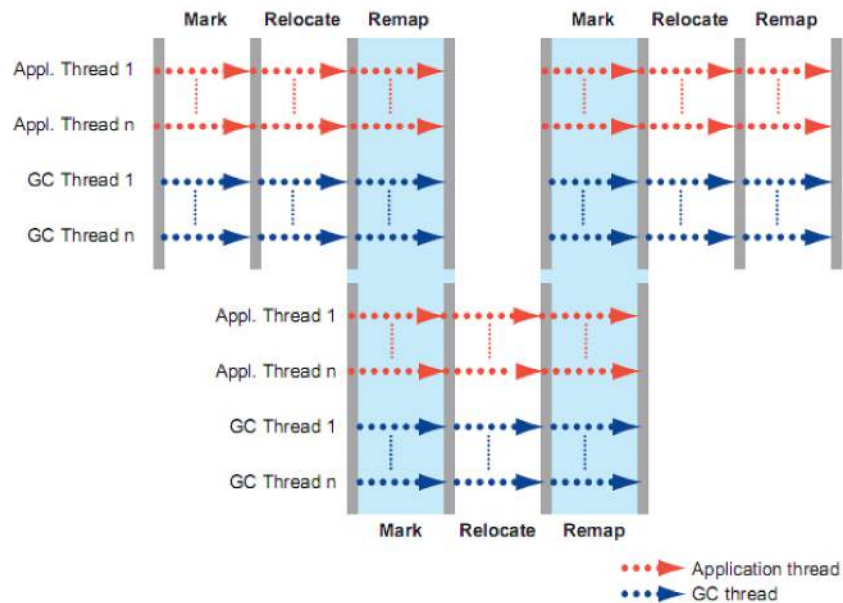 Mark Relocate Remap Mark Relocate Remap
Appl. Thread 1
Appl. Thread n
GC Thread 1
GC Thread n
Appl. Thread 1
Appl. Thread n
GC Thread 1
GC Thread n
Mark Relocate Remap
Application thread
GC thread